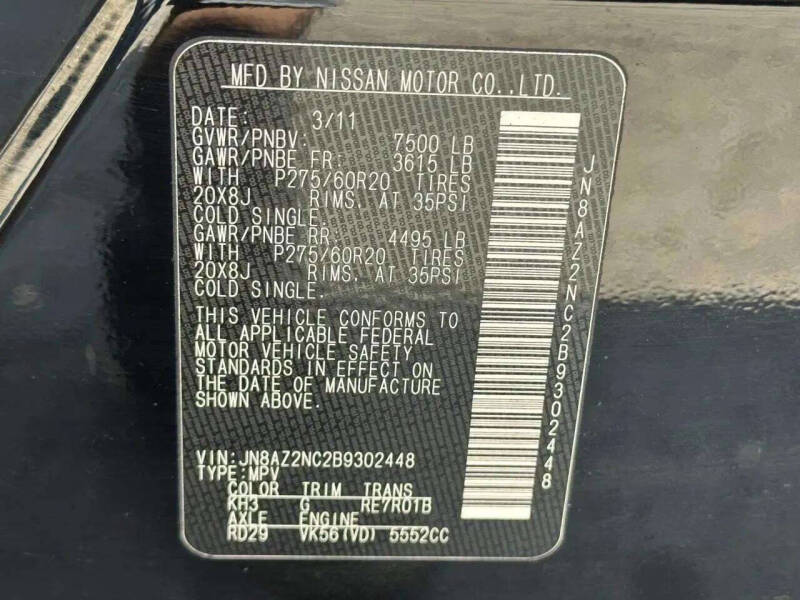 MFD BY NISSAN MOTOR CO.,LTD.
DATE: 3/11
GVWR/PNBV: 7500 LB
GAWR/PNBE FR: 3615 LB
WITH P275/60R20 TIRES
20X8J RIMS, AT 35PSI
COLD SINGLE.
GAWR/PNBE RR: 4495 LB
WITH P275/60R20 TIRES
20X8J RIMS, AT 35PSI
COLD SINGLE.
THIS VEHICLE CONFORMS TO
ALL APPLICABLE FEDERAL
MOTOR VEHICLE SAFETY
STANDARDS IN EFFECT ON
THE DATE OF MANUFACTURE
SHOWN ABOVE.
VIN:JN8AZ2NC2B9302448
TYPE:MPV
COLOR TRIM TRANS
KH3 G RE7R01B
AXLE ENGINE
RD29 VK56(VD) 5552CC
JN8AZ2NC2B9302448